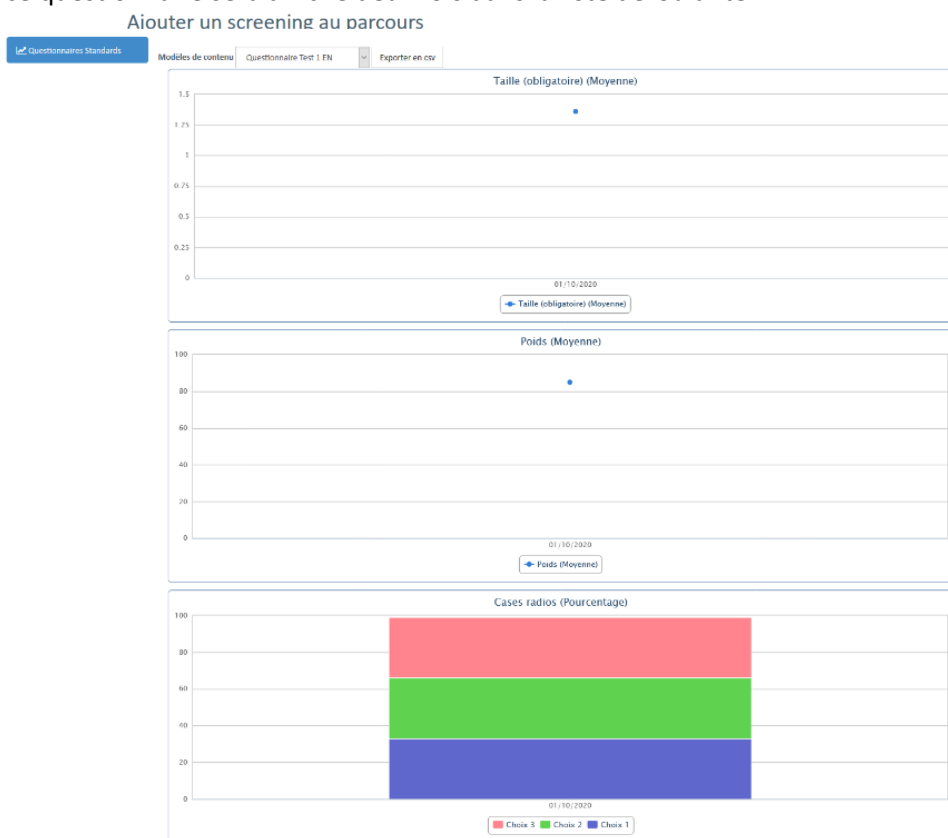 Ajouter un screening au parcours
Questionnaires Standards
Modèles de contenu Questionnaire Test 1 EN Exporter en csv
Taille (obligatoire) (Moyenne)
1.5
1.25
1
0.75
0.5
0.25
0
01/10/2020
Taille (obligatoire) (Moyenne)
Poids (Moyenne)
100
80
60
40
20
0
01/10/2020
Poids (Moyenne)
Cases radios (Pourcentage)
100
80
60
40
20
0
01/10/2020
Choix 3 Choix 2 Choix 1